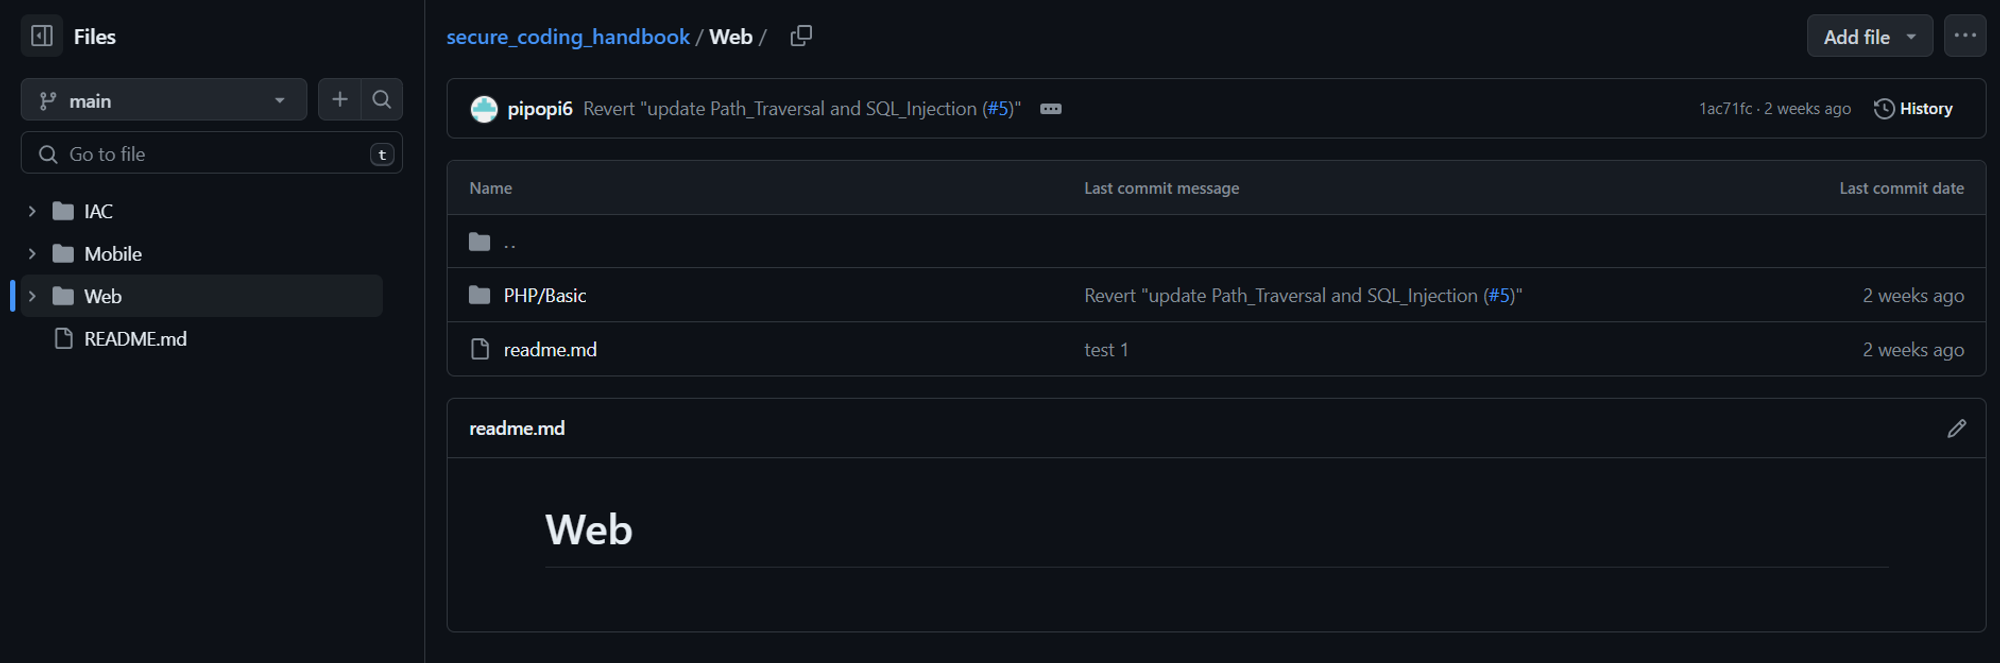 Files
main
Go to file
t
IAC
Mobile
Web
README.md
secure_coding_handbook / Web /
Add file
pipopi6 Revert "update Path_Traversal and SQL_Injection (#5)"
1ac71fc · 2 weeks ago
History
Name Last commit message Last commit date
..
PHP/Basic Revert "update Path_Traversal and SQL_Injection (#5)" 2 weeks ago
readme.md test 1 2 weeks ago
readme.md
Web